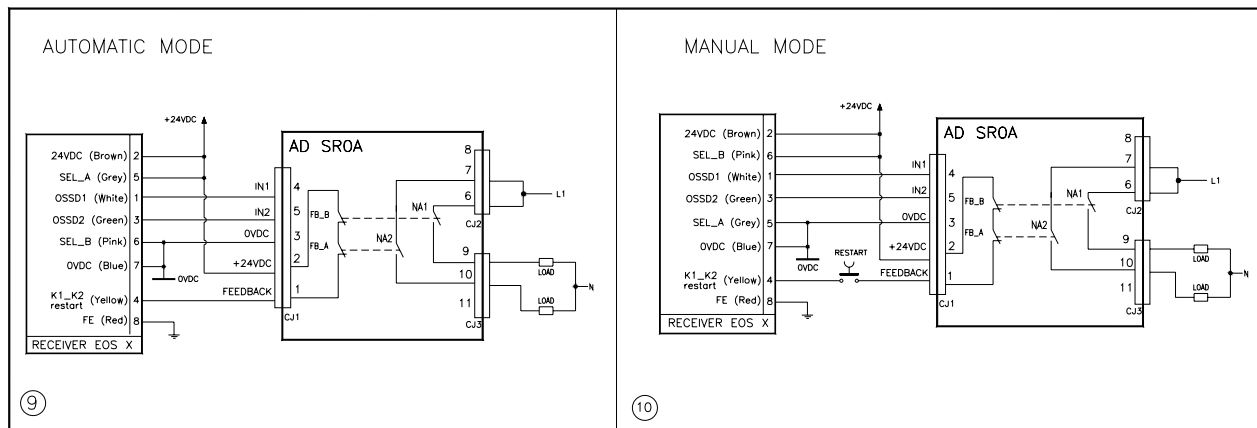 AUTOMATIC MODE
+24VDC
AD SR0A
24VDC (Brown) 2
SEL_A (Grey) 5
OSSD1 (White) 1
OSSD2 (Green) 3
SEL_B (Pink) 6
0VDC (Blue) 7
K1_K2 restart (Yellow) 4
FE (Red) 8
RECEIVER EOS X
0VDC
IN1
IN2
0VDC
+24VDC
FEEDBACK
4
5
3
2
1
CJ1
FB_B
FB_A
NA1
NA2
8
7
6
CJ2
9
10
11
CJ3
L1
LOAD
LOAD
N
9
MANUAL MODE
+24VDC
AD SR0A
24VDC (Brown) 2
SEL_B (Pink) 6
OSSD1 (White) 1
OSSD2 (Green) 3
SEL_A (Grey) 5
0VDC (Blue) 7
K1_K2 restart (Yellow) 4
FE (Red) 8
RECEIVER EOS X
0VDC
RESTART
IN1
IN2
0VDC
+24VDC
FEEDBACK
4
5
3
2
1
CJ1
FB_B
FB_A
NA1
NA2
8
7
6
CJ2
9
10
11
CJ3
L1
LOAD
LOAD
N
10